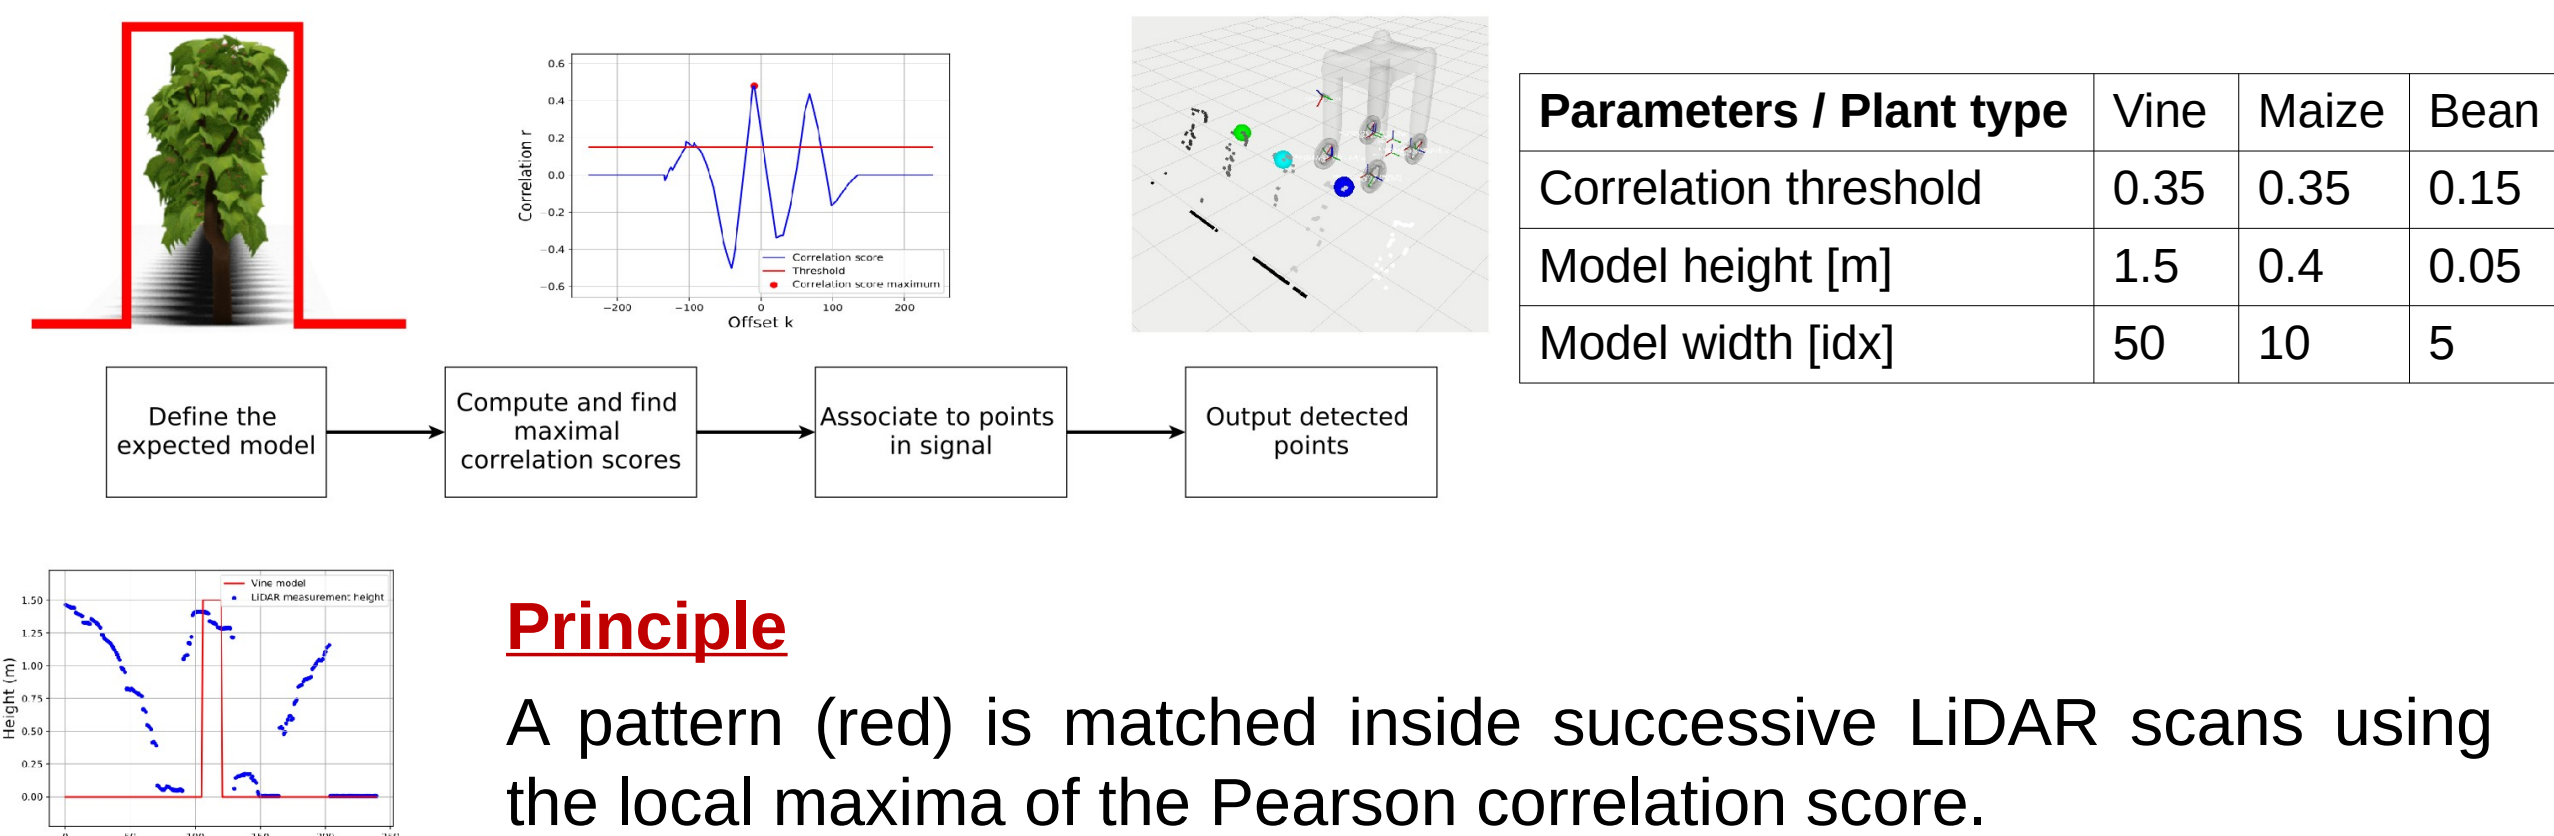 0.6
0.4
0.2
0.0
−0.2
−0.4
−0.6
Correlation r
Correlation score
Threshold
Correlation score maximum
−200 −100 0 100 200
Offset k
Parameters / Plant type Vine Maize Bean
Correlation threshold 0.35 0.35 0.15
Model height [m] 1.5 0.4 0.05
Model width [idx] 50 10 5
Define the
expected model
Compute and find
maximal
correlation scores
Associate to points
in signal
Output detected
points
Vine model
LiDAR measurement height
1.50
1.25
1.00
0.75
0.50
0.25
0.00
Height (m)
Principle
A pattern (red) is matched inside successive LiDAR scans using
the local maxima of the Pearson correlation score.